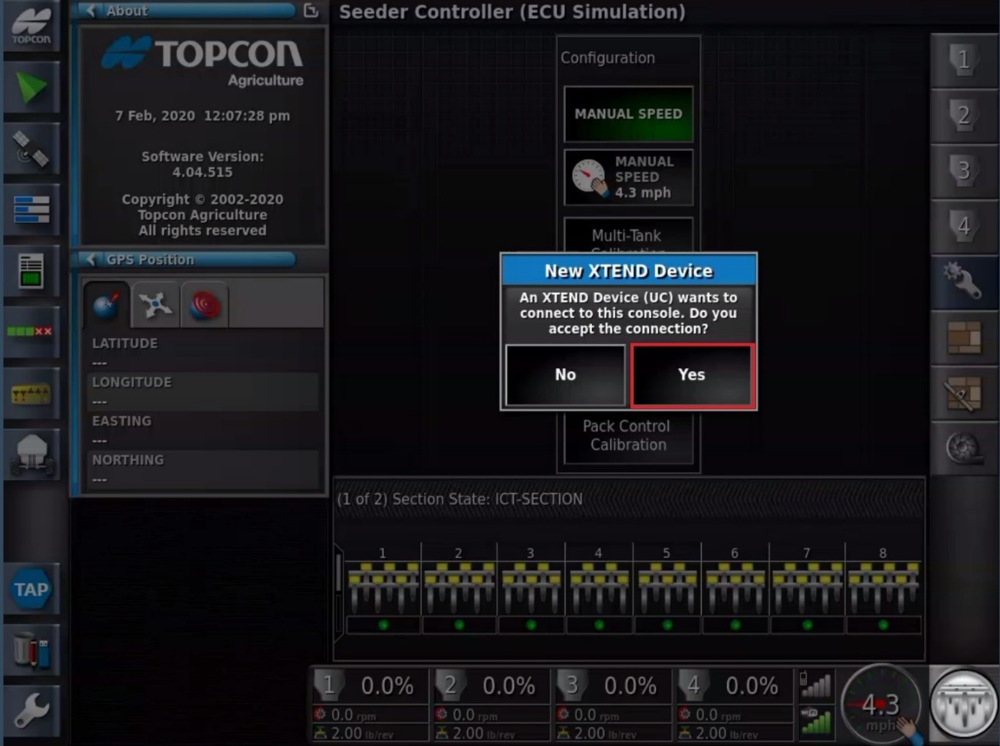 TOPCON
About
TOPCON
Agriculture
7 Feb, 2020 12:07:28 pm
Software Version:
4.04.515
Copyright © 2002-2020
Topcon Agriculture
All rights reserved
GPS Position
LATITUDE
---
LONGITUDE
---
EASTING
---
NORTHING
---
TAP
Seeder Controller (ECU Simulation)
Configuration
MANUAL SPEED
MANUAL
SPEED
4.3 mph
Multi-Tank
Calibration
New XTEND Device
An XTEND Device (UC) wants to
connect to this console. Do you
accept the connection?
No
Yes
Pack Control
Calibration
1
2
3
4
(1 of 2) Section State: ICT-SECTION
1 2 3 4 5 6 7 8
1 0.0% 2 0.0% 3 0.0% 4 0.0%
0.0 rpm 0.0 rpm 0.0 rpm 0.0 rpm
2.00 lb/rev 2.00 lb/rev 2.00 lb/rev 2.00 lb/rev
4.3
mph